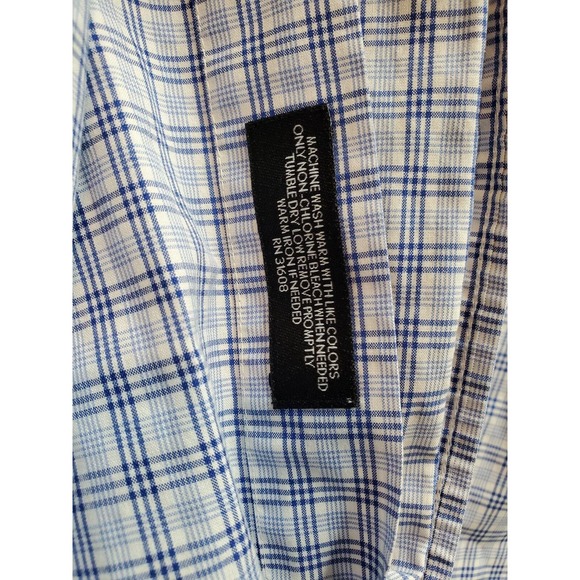 MACHINE WASH WARM WITH LIKE COLORS
ONLY NON-CHLORINE BLEACH WHEN NEEDED
TUMBLE DRY LOW REMOVE PROMPTLY
WARM IRON IF NEEDED
RN 31608